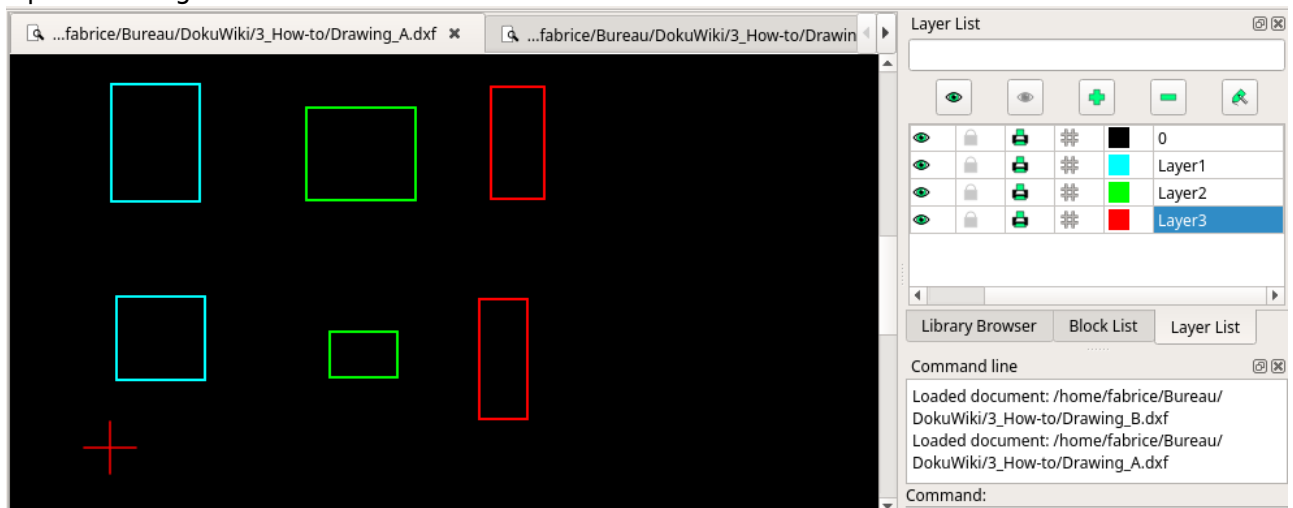 ...fabrice/Bureau/DokuWiki/3_How-to/Drawing_A.dxf
...fabrice/Bureau/DokuWiki/3_How-to/Drawin
Layer List
0
Layer1
Layer2
Layer3
Library Browser
Block List
Layer List
Command line
Loaded document: /home/fabrice/Bureau/
DokuWiki/3_How-to/Drawing_B.dxf
Loaded document: /home/fabrice/Bureau/
DokuWiki/3_How-to/Drawing_A.dxf
Command: